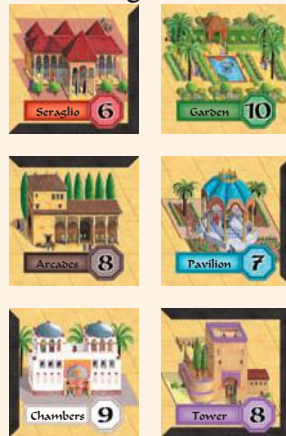 Seraglio 6
Garden 10
Arcades 8
Pavilion 7
Chambers 9
Tower 8